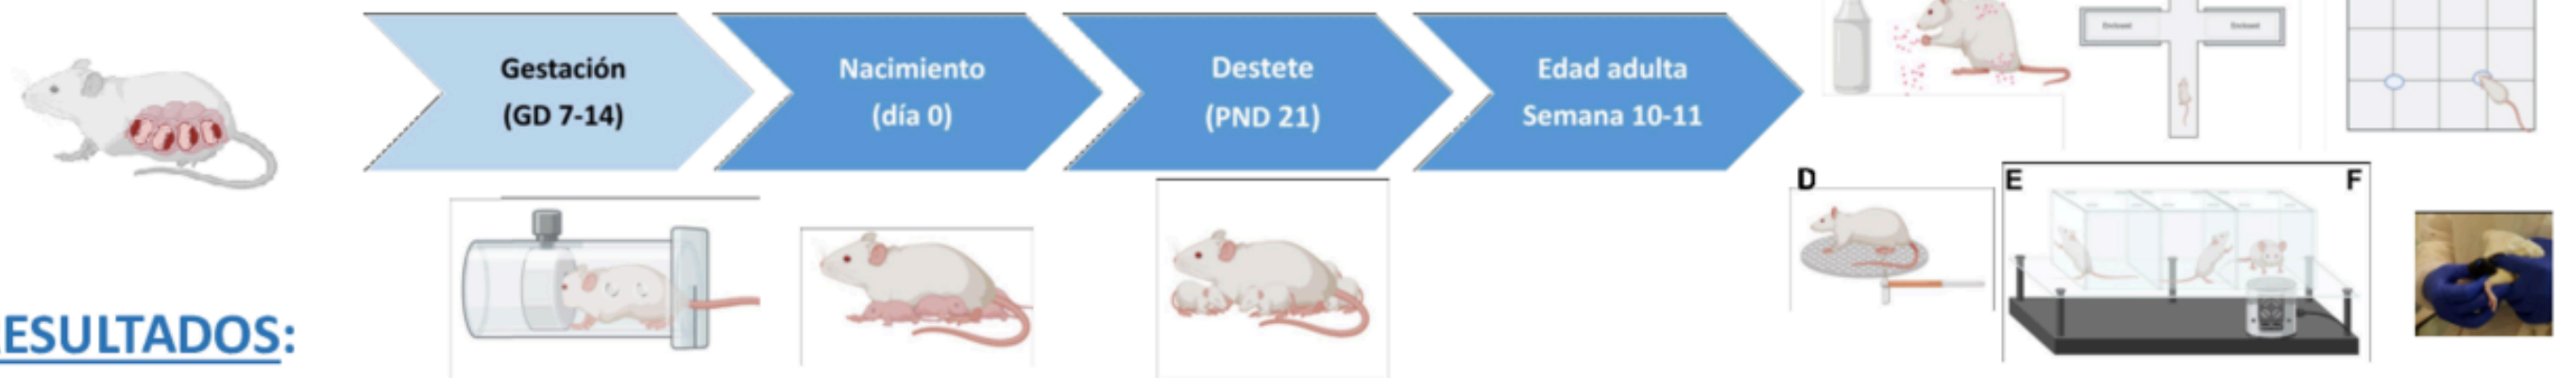 Gestación
(GD 7-14)
Nacimiento
(día 0)
Destete
(PND 21)
Edad adulta
Semana 10-11
D
E
F
ESULTADOS: